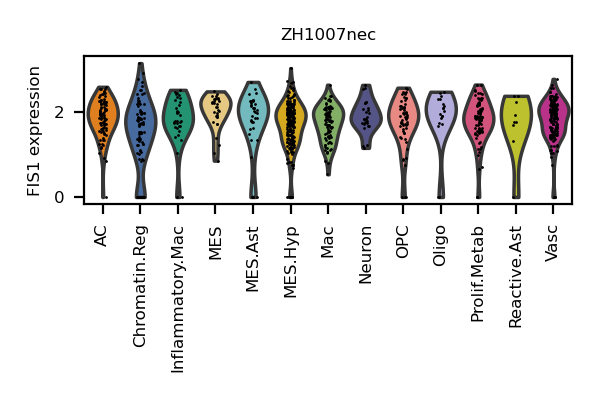 ZH1007nec
FIS1 expression
2
0
AC
Chromatin.Reg
Inflammatory.Mac
MES
MES.Ast
MES.Hyp
Mac
Neuron
OPC
Oligo
Prolif.Metab
Reactive.Ast
Vasc